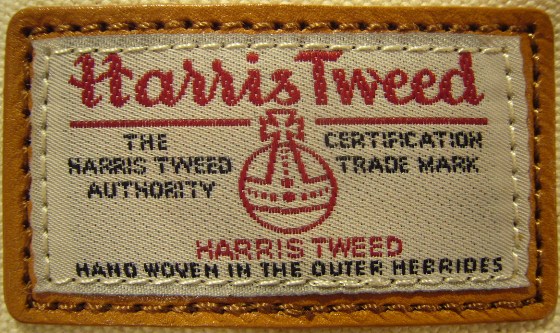 Harris Tweed
THE HARRIS TWEED AUTHORITY
CERTIFICATION TRADE MARK
HARRIS TWEED
HAND WOVEN IN THE OUTER HEBRIDES